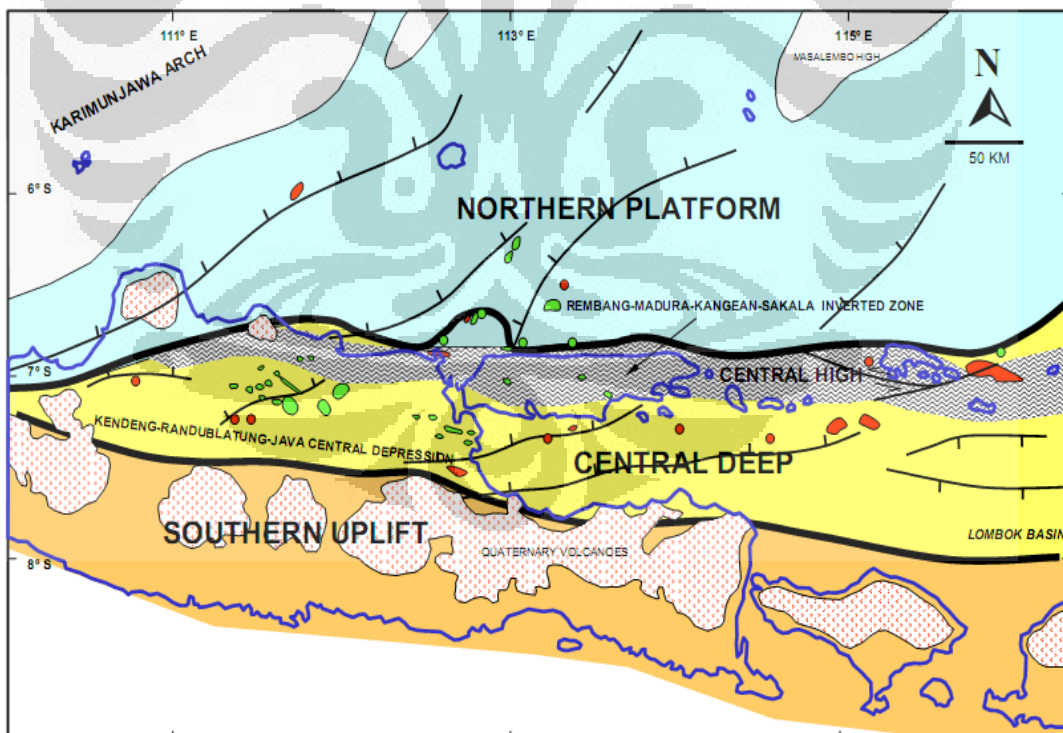 111° E
113° E
115° E
KARIMUNJAWA ARCH
MASALEMBO HIGH
N
50 KM
6° S
NORTHERN PLATFORM
REMBANG-MADURA-KANGEAN-SAKALA INVERTED ZONE
7° S
CENTRAL HIGH
KENDENG-RANDUBLATUNG-JAVA CENTRAL DEPRESSION
CENTRAL DEEP
SOUTHERN UPLIFT
LOMBOK BASIN
QUATERNARY VOLCANOES
8° S